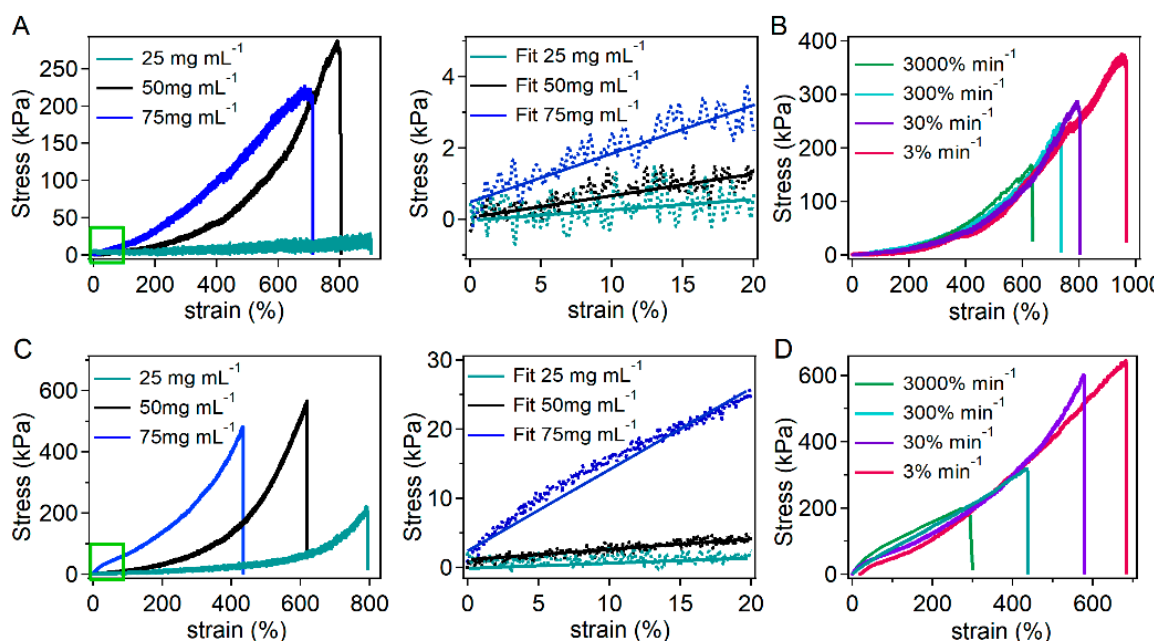 A
Stress (kPa)
250
200
150
100
50
0
25 mg mL⁻¹
50mg mL⁻¹
75mg mL⁻¹
0 200 400 600 800
strain (%)
Stress (kPa)
4
2
0
Fit 25 mg mL⁻¹
Fit 50mg mL⁻¹
Fit 75mg mL⁻¹
0 5 10 15 20
strain (%)
B
Stress (kPa)
400
300
200
100
0
3000% min⁻¹
300% min⁻¹
30% min⁻¹
3% min⁻¹
0 200 400 600 800 1000
strain (%)
C
Stress (kPa)
600
400
200
0
25 mg mL⁻¹
50mg mL⁻¹
75mg mL⁻¹
0 200 400 600 800
strain (%)
Stress (kPa)
30
20
10
0
Fit 25 mg mL⁻¹
Fit 50mg mL⁻¹
Fit 75mg mL⁻¹
0 5 10 15 20
strain (%)
D
Stress (kPa)
600
400
200
0
3000% min⁻¹
300% min⁻¹
30% min⁻¹
3% min⁻¹
0 200 400 600
strain (%)